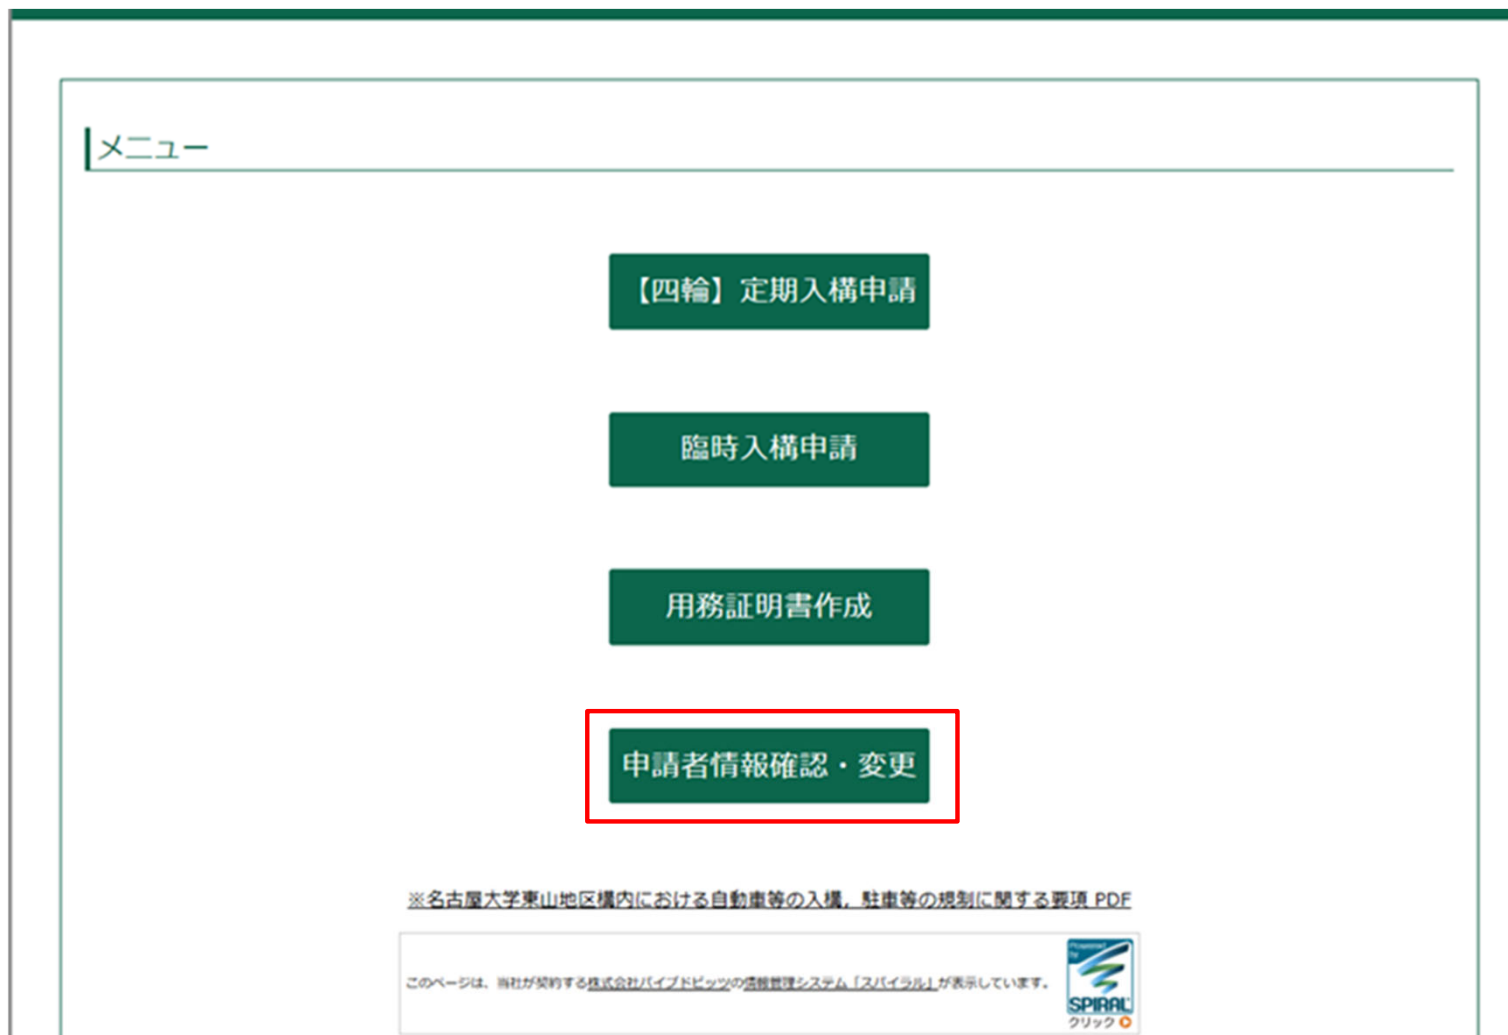 メニュー
【四輪】定期入構申請
臨時入構申請
用務証明書作成
申請者情報確認・変更
※名古屋大学東山地区構内における自動車等の入構，駐車等の規制に関する要項 PDF
このページは、当社が契約する株式会社パイプドビッツの情報管理システム「スパイラル」が表示しています。
Powered by
SPIRAL
クリック